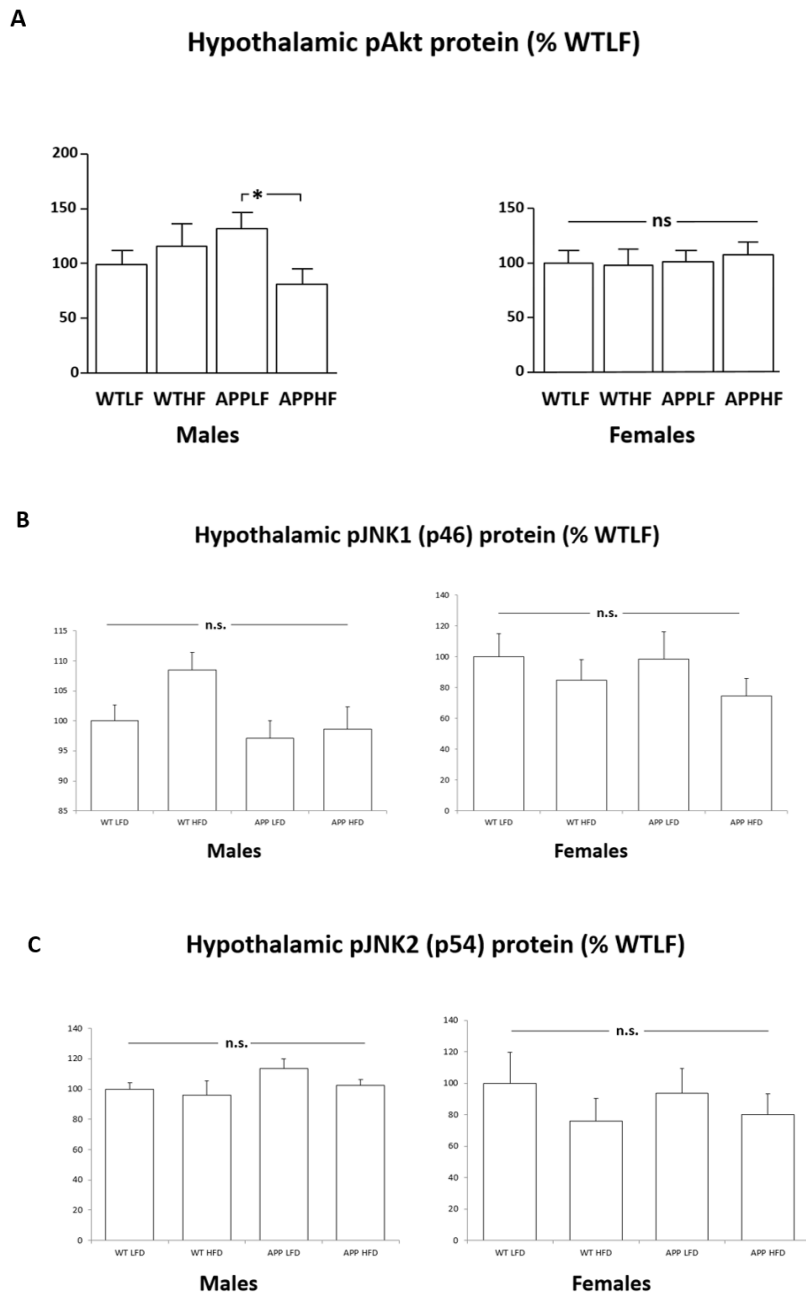 A
Hypothalamic pAkt protein (% WTLF)
200
150
100
50
0
*
WTLF WTHF APPLF APPHF
Males
150
100
50
0
ns
WTLF WTHF APPLF APPHF
Females
B
Hypothalamic pJNK1 (p46) protein (% WTLF)
115
110
105
100
95
90
85
n.s.
WT LFD WT HFD APP LFD APP HFD
Males
140
120
100
80
60
40
20
0
n.s.
WT LFD WT HFD APP LFD APP HFD
Females
C
Hypothalamic pJNK2 (p54) protein (% WTLF)
140
120
100
80
60
40
20
0
n.s.
WT LFD WT HFD APP LFD APP HFD
Males
140
120
100
80
60
40
20
0
n.s.
WT LFD WT HFD APP LFD APP HFD
Females